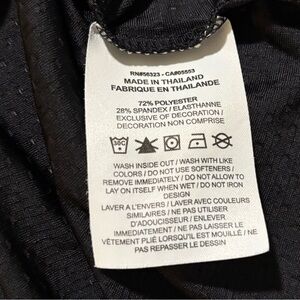 RN#56323 - CA#05553
MADE IN THAILAND
FABRIQUE EN THAILANDE
72% POLYESTER
28% SPANDEX / ELASTHANNE
EXCLUSIVE OF DECORATION /
DECORATION NON COMPRISE
30C
WASH INSIDE OUT / WASH WITH LIKE
COLORS / DO NOT USE SOFTENERS /
REMOVE IMMEDIATELY / DO NOT ALLOW TO
LAY ON ITSELF WHEN WET / DO NOT IRON
DESIGN
LAVER A L'ENVERS / LAVER AVEC COULEURS
SIMILAIRES / NE PAS UTILISER
D'ADOUCISSEUR / ENLEVER
IMMEDIATEMENT / NE PAS LAISSER LE
VÊTEMENT PLIÉ LORSQU'IL EST MOUILLÉ / NE
PAS REPASSER LE DESSIN